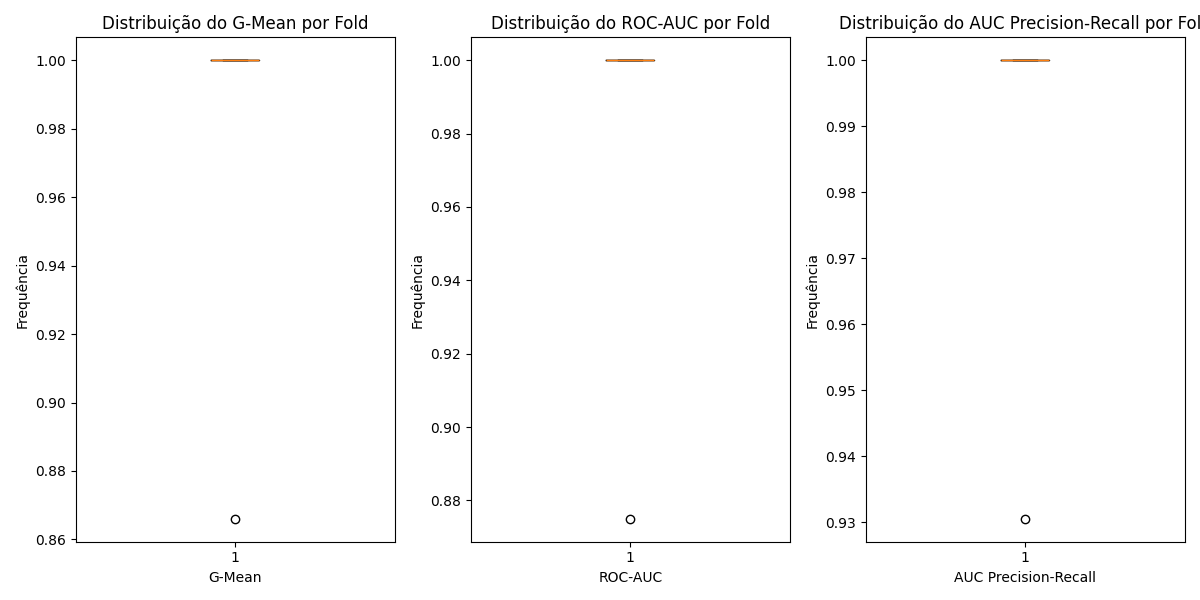 Distribuição do G-Mean por Fold
1.00
0.98
0.96
0.94
0.92
0.90
0.88
0.86
Frequência
1
G-Mean
Distribuição do ROC-AUC por Fold
1.00
0.98
0.96
0.94
0.92
0.90
0.88
Frequência
1
ROC-AUC
Distribuição do AUC Precision-Recall por Fol
1.00
0.99
0.98
0.97
0.96
0.95
0.94
0.93
Frequência
1
AUC Precision-Recall